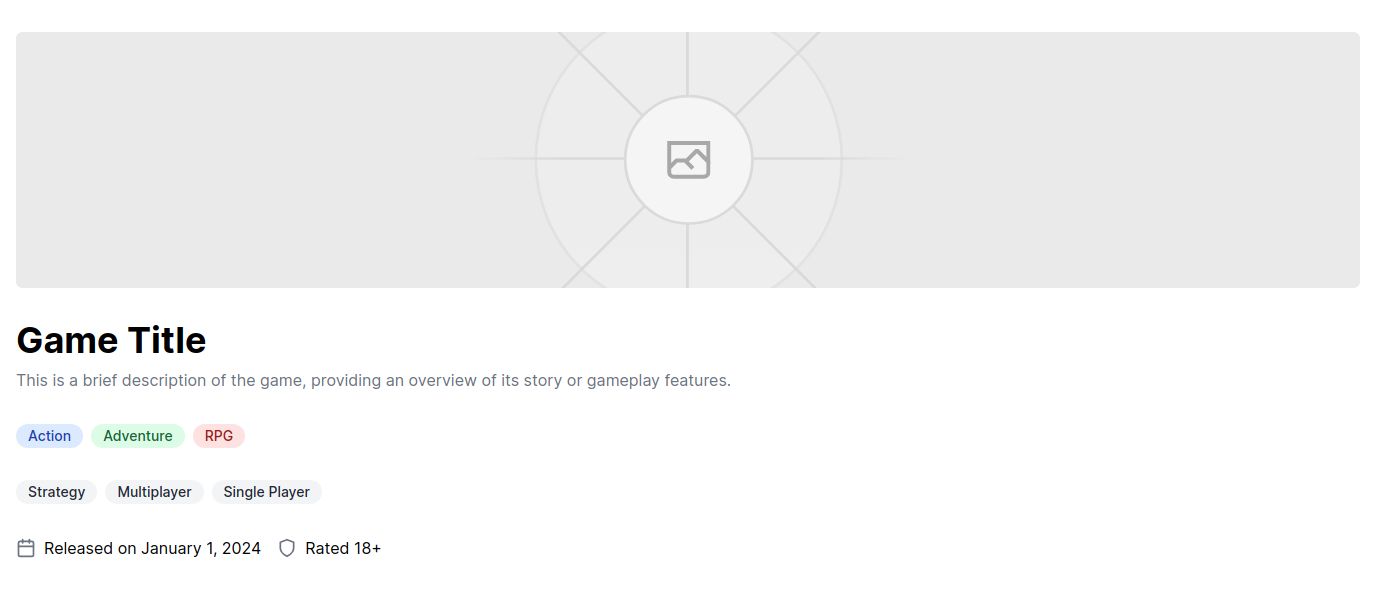 Game Title
This is a brief description of the game, providing an overview of its story or gameplay features.
Action Adventure RPG
Strategy Multiplayer Single Player
Released on January 1, 2024 Rated 18+